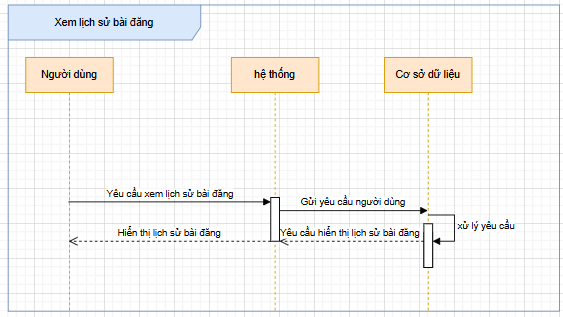 Xem lịch sử bài đăng
Người dùng
hệ thống
Cơ sở dữ liệu
Yêu cầu xem lịch sử bài đăng
Gửi yêu cầu người dùng
xử lý yêu cầu
Hiển thị lịch sử bài đăng
Yêu cầu hiển thị lịch sử bài đăng